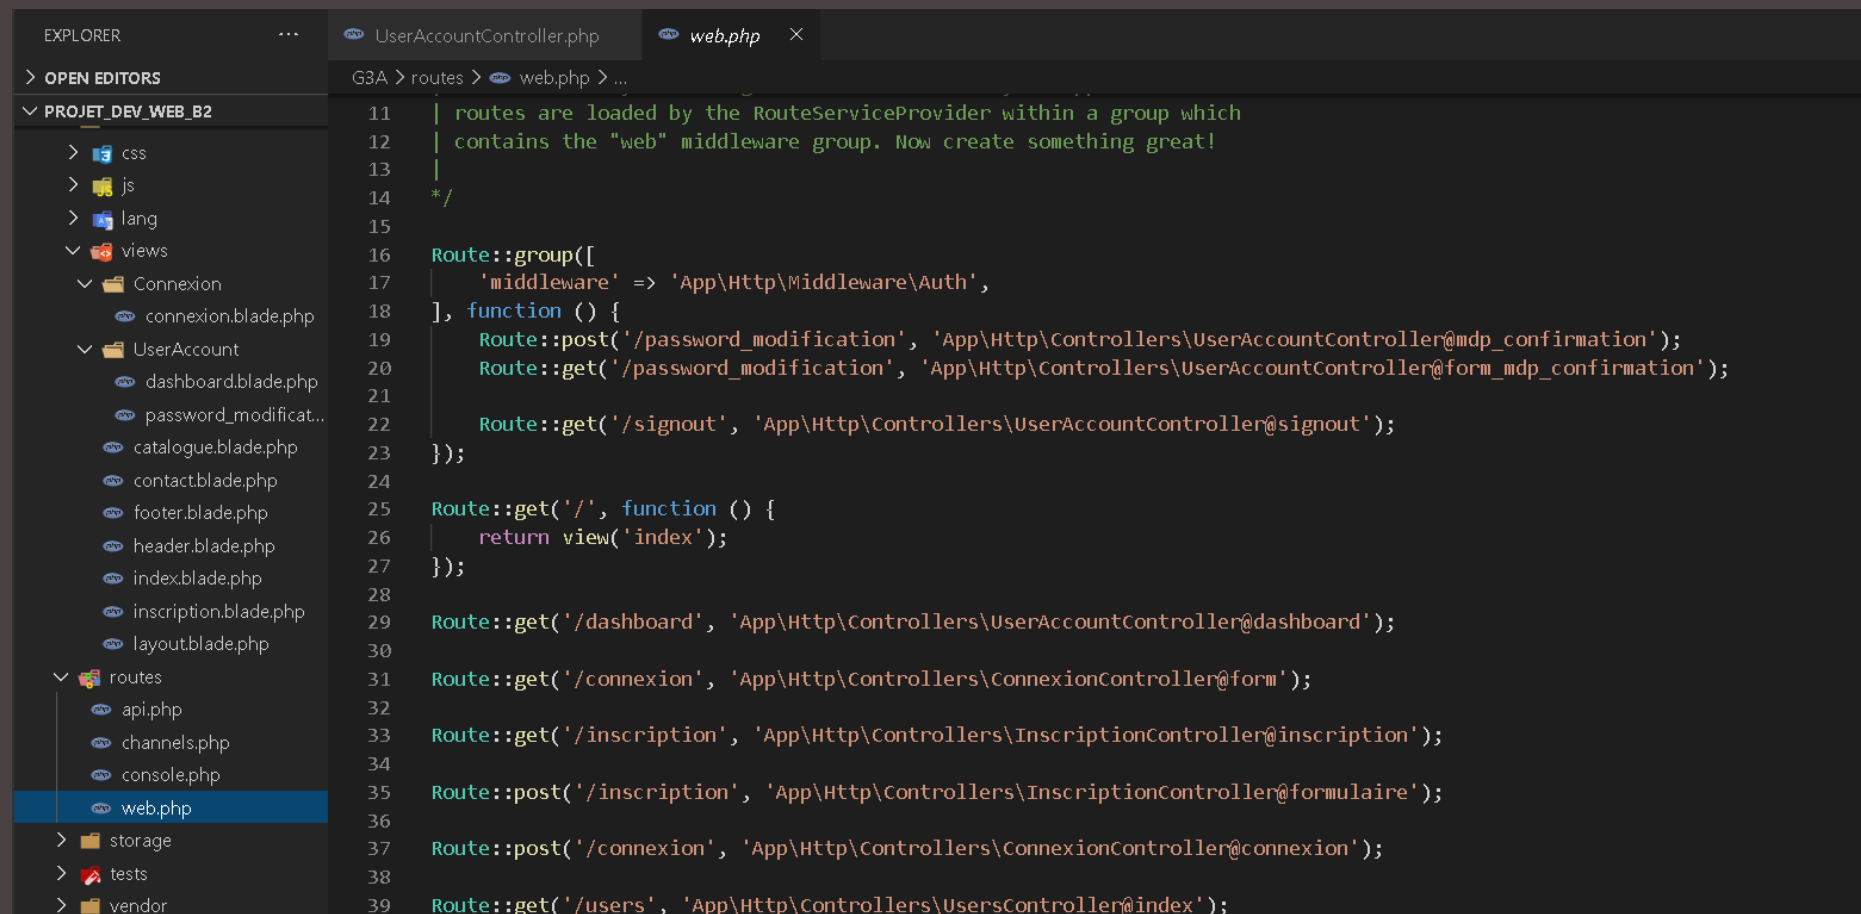 EXPLORER ...
OPEN EDITORS
PROJET_DEV_WEB_B2
css
js
lang
views
Connexion
connexion.blade.php
UserAccount
dashboard.blade.php
password_modificat...
catalogue.blade.php
contact.blade.php
footer.blade.php
header.blade.php
index.blade.php
inscription.blade.php
layout.blade.php
routes
api.php
channels.php
console.php
web.php
storage
tests
vendor
UserAccountController.php web.php
G3A > routes > web.php > ...
11 | routes are loaded by the RouteServiceProvider within a group which
12 | contains the "web" middleware group. Now create something great!
13 |
14 */
15
16 Route::group([
17 'middleware' => 'App\Http\Middleware\Auth',
18 ], function () {
19 Route::post('/password_modification', 'App\Http\Controllers\UserAccountController@mdp_confirmation');
20 Route::get('/password_modification', 'App\Http\Controllers\UserAccountController@form_mdp_confirmation');
21
22 Route::get('/signout', 'App\Http\Controllers\UserAccountController@signout');
23 });
24
25 Route::get('/', function () {
26 return view('index');
27 });
28
29 Route::get('/dashboard', 'App\Http\Controllers\UserAccountController@dashboard');
30
31 Route::get('/connexion', 'App\Http\Controllers\ConnexionController@form');
32
33 Route::get('/inscription', 'App\Http\Controllers\InscriptionController@inscription');
34
35 Route::post('/inscription', 'App\Http\Controllers\InscriptionController@formulaire');
36
37 Route::post('/connexion', 'App\Http\Controllers\ConnexionController@connexion');
38
39 Route::get('/users', 'App\Http\Controllers\UsersController@index');